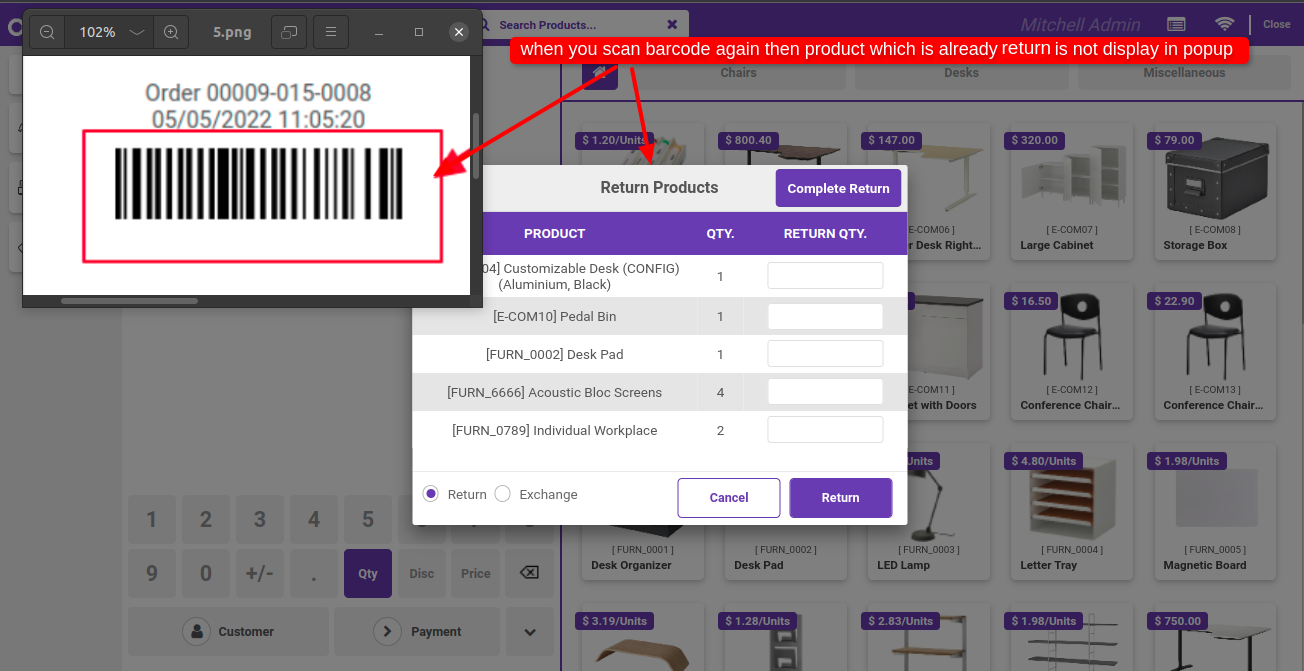 102%
5.png
Search Products...
Mitchell Admin
Close
when you scan barcode again then product which is already return is not display in popup
Chairs
Desks
Miscellaneous
Order 00009-015-0008
05/05/2022 11:05:20
$ 1.20/Units
$ 800.40
$ 147.00
$ 320.00
$ 79.00
[ E-COM06 ]
[ E-COM07 ]
[ E-COM08 ]
r Desk Right...
Large Cabinet
Storage Box
Return Products
Complete Return
PRODUCT
QTY.
RETURN QTY.
04] Customizable Desk (CONFIG)
(Aluminium, Black)
1
[E-COM10] Pedal Bin
1
[FURN_0002] Desk Pad
1
[FURN_6666] Acoustic Bloc Screens
4
[FURN_0789] Individual Workplace
2
Return
Exchange
Cancel
Return
$ 16.50
$ 22.90
-COM11 ]
[ E-COM12 ]
[ E-COM13 ]
et with Doors
Conference Chair...
Conference Chair...
Units
$ 4.80/Units
$ 1.98/Units
[ FURN_0001 ]
[ FURN_0002 ]
[ FURN_0003 ]
[ FURN_0004 ]
[ FURN_0005 ]
Desk Organizer
Desk Pad
LED Lamp
Letter Tray
Magnetic Board
$ 3.19/Units
$ 1.28/Units
$ 2.83/Units
$ 1.98/Units
$ 750.00
1
2
3
4
5
9
0
+/-
.
Qty
Disc
Price
Customer
Payment